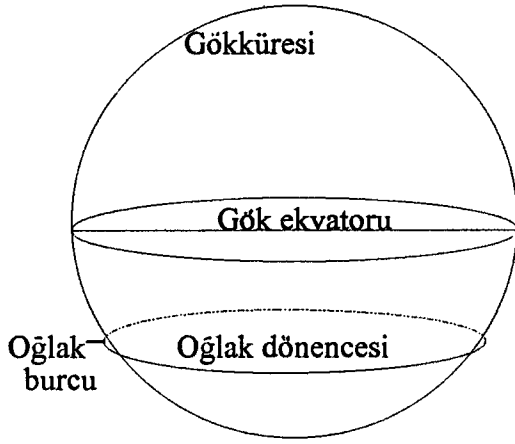 Gökküresi
Gök ekvatoru
Oğlak
burcu
Oğlak dönencesi